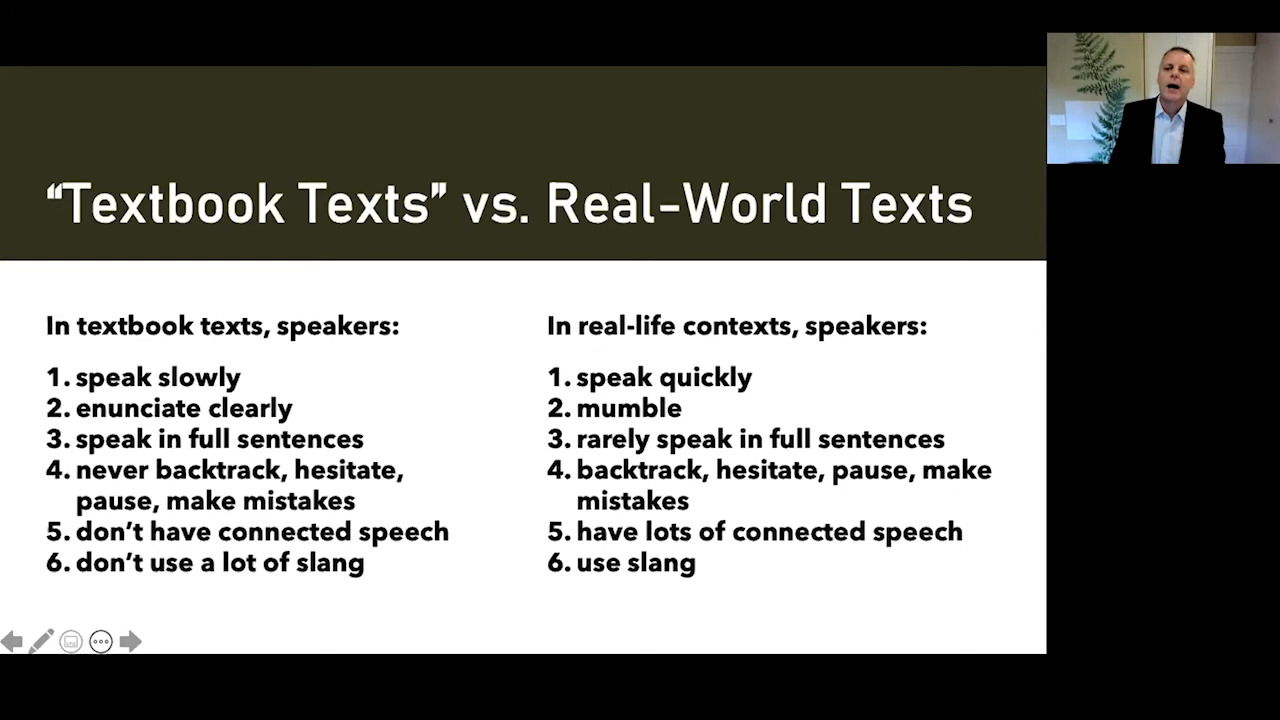 “Textbook Texts” vs. Real-World Texts
In textbook texts, speakers:
1. speak slowly
2. enunciate clearly
3. speak in full sentences
4. never backtrack, hesitate,
pause, make mistakes
5. don’t have connected speech
6. don’t use a lot of slang
In real-life contexts, speakers:
1. speak quickly
2. mumble
3. rarely speak in full sentences
4. backtrack, hesitate, pause, make
mistakes
5. have lots of connected speech
6. use slang